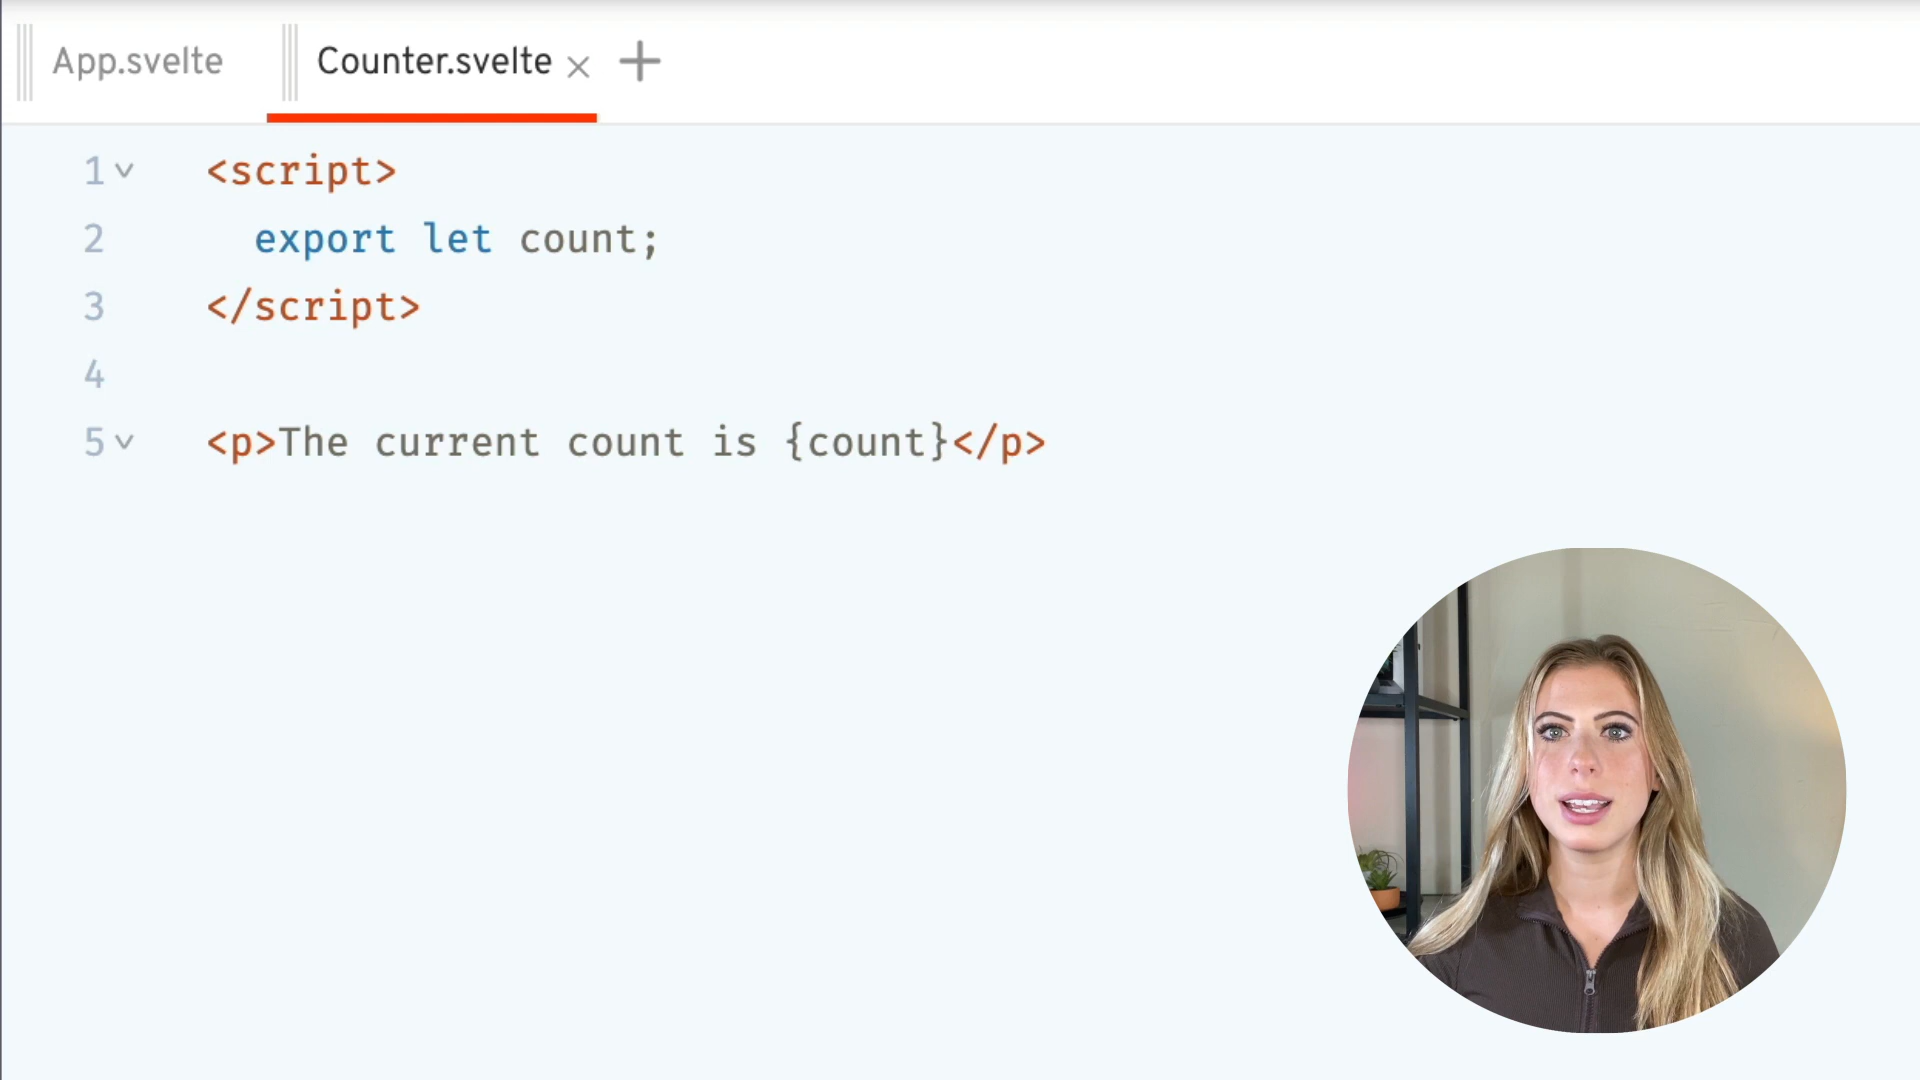 App.svelte
Counter.svelte × +
1 <script>
2 export let count;
3 </script>
4
5 <p>The current count is {count}</p>